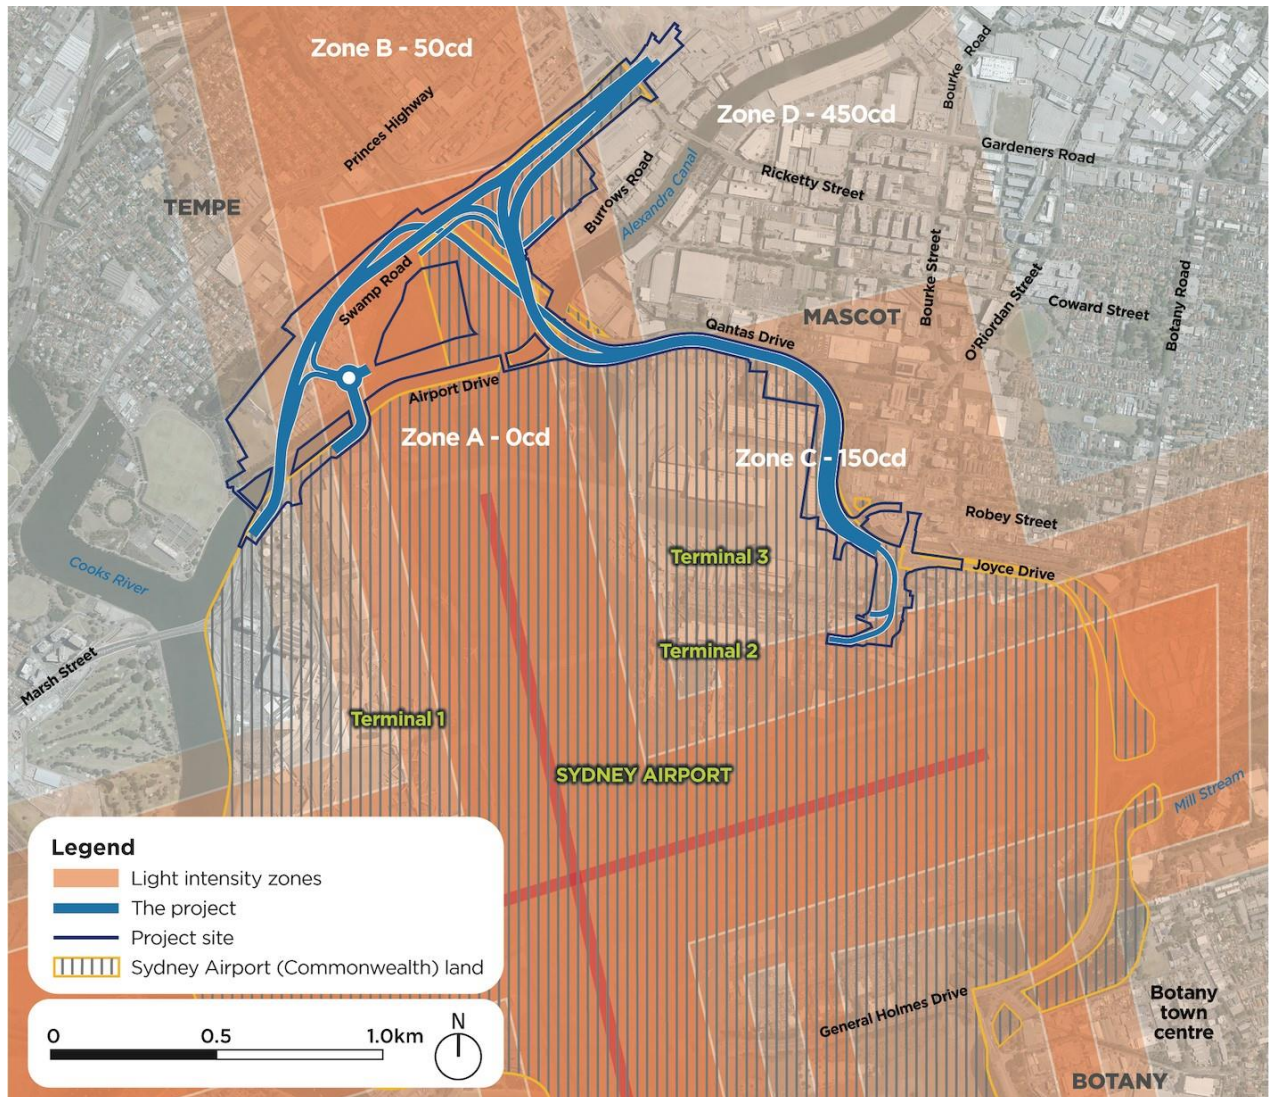 Zone B - 50cd
Princes Highway
TEMPE
Zone D - 450cd
Bourke Road
Gardeners Road
Ricketty Street
Burrows Road
Alexandra Canal
Swamp Road
Bourke Street
O'Riordan Street
Coward Street
Botany Road
MASCOT
Qantas Drive
Airport Drive
Zone A - 0cd
Zone C - 150cd
Robey Street
Joyce Drive
Cooks River
Terminal 3
Terminal 2
Marsh Street
Terminal 1
SYDNEY AIRPORT
Mill Stream
General Holmes Drive
Botany
town
centre
BOTANY
Legend
Light intensity zones
The project
Project site
Sydney Airport (Commonwealth) land
0 0.5 1.0km
N